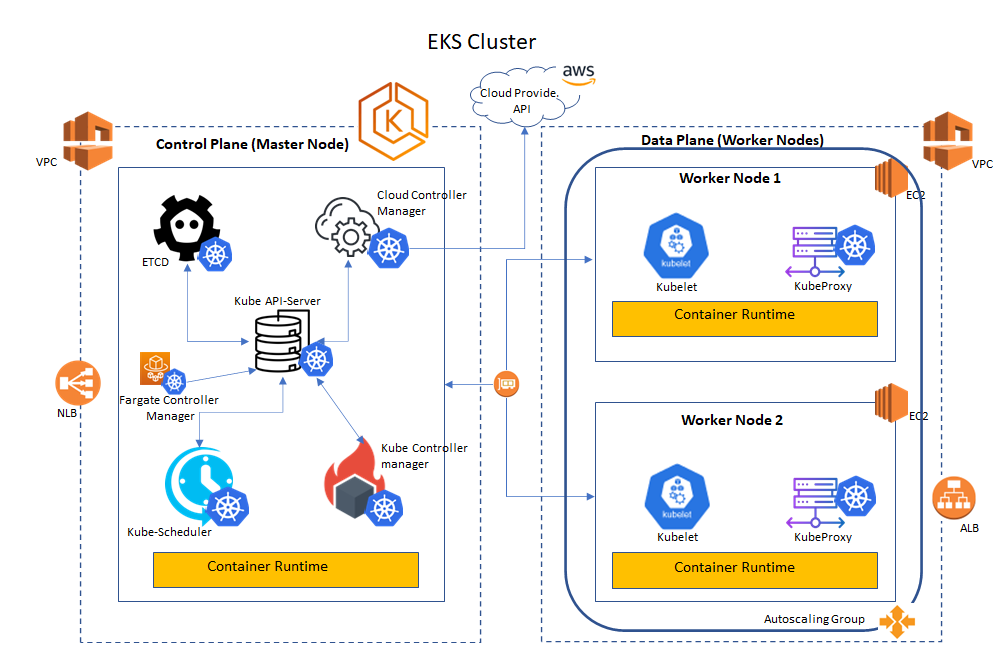 EKS Cluster
aws
Cloud Provide.
API
VPC
Control Plane (Master Node)
K
Data Plane (Worker Nodes)
VPC
Cloud Controller
Manager
ETCD
Kube API-Server
Fargate Controller
Manager
NLB
Kube Controller
manager
Kube-Scheduler
Container Runtime
Worker Node 1
EC2
kubelet
Kubelet
KubeProxy
Container Runtime
Worker Node 2
EC2
kubelet
Kubelet
KubeProxy
Container Runtime
ALB
Autoscaling Group